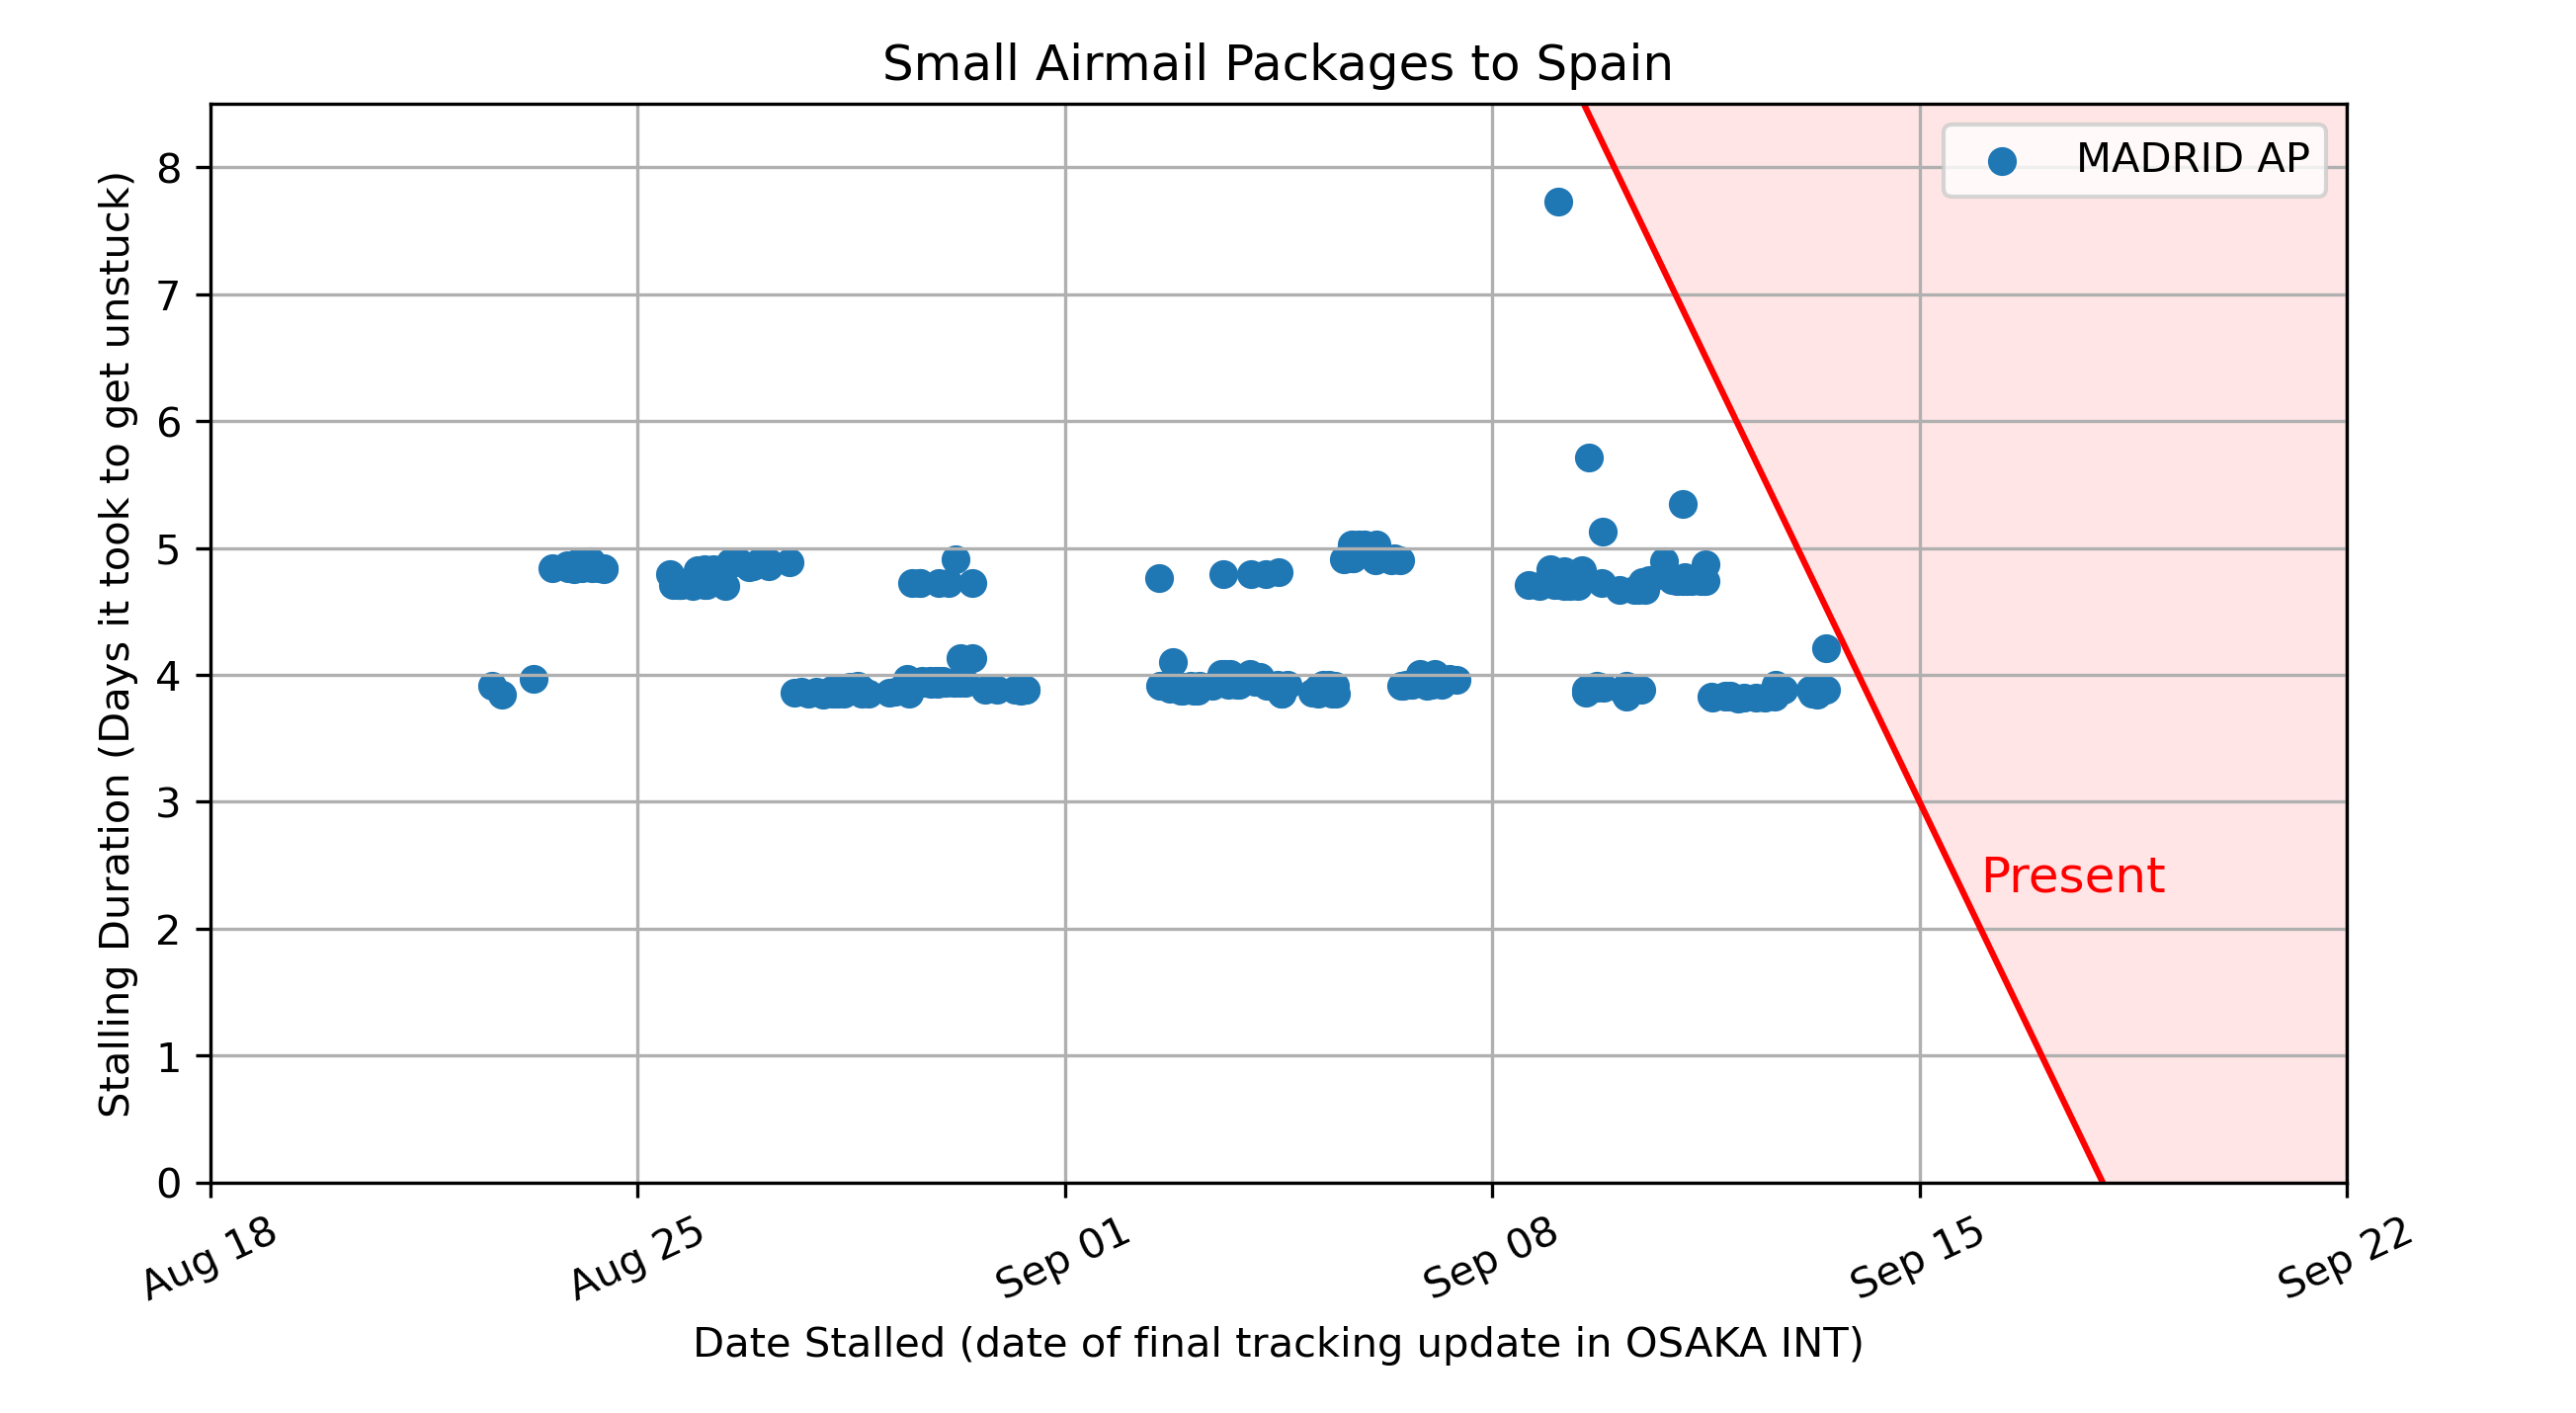 Small Airmail Packages to Spain
MADRID AP
Stalling Duration (Days it took to get unstuck)
8
7
6
5
4
3
2
1
0
Present
Aug 18
Aug 25
Sep 01
Sep 08
Sep 15
Sep 22
Date Stalled (date of final tracking update in OSAKA INT)